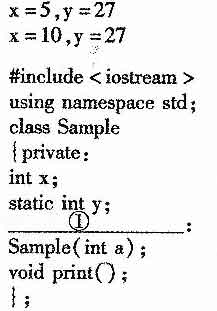 x=5,y=27
x=10,y=27
#include <iostream>
using namespace std;
class Sample
{private:
int x;
static int y;
①:
Sample(int a);
void print();
};